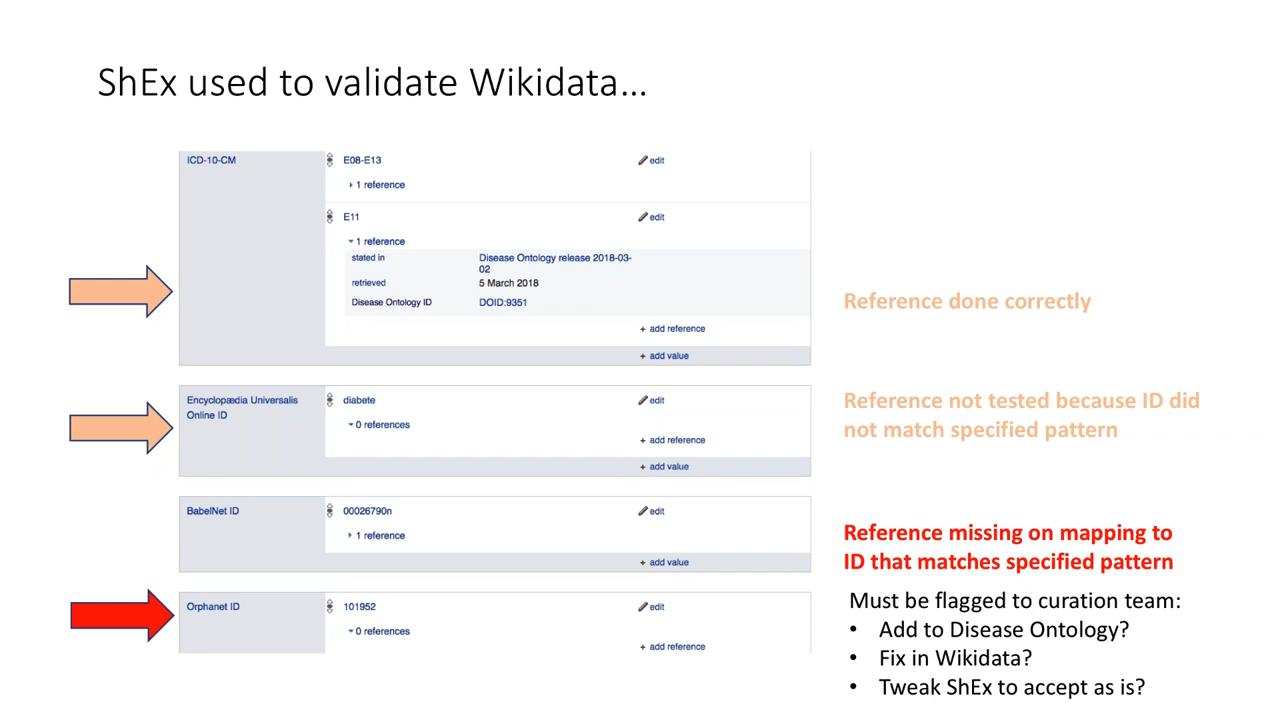 ShEx used to validate Wikidata...
ICD-10-CM
E08-E13
edit
1 reference
E11
edit
1 reference
stated in
Disease Ontology release 2018-03-
02
retrieved
5 March 2018
Disease Ontology ID
DOID:9351
+ add reference
+ add value
Reference done correctly
Encyclopædia Universalis
Online ID
diabete
edit
0 references
+ add reference
+ add value
Reference not tested because ID did
not match specified pattern
BabelNet ID
00026790n
edit
1 reference
+ add value
Reference missing on mapping to
ID that matches specified pattern
Orphanet ID
101952
edit
0 references
+ add reference
Must be flagged to curation team:
• Add to Disease Ontology?
• Fix in Wikidata?
• Tweak ShEx to accept as is?